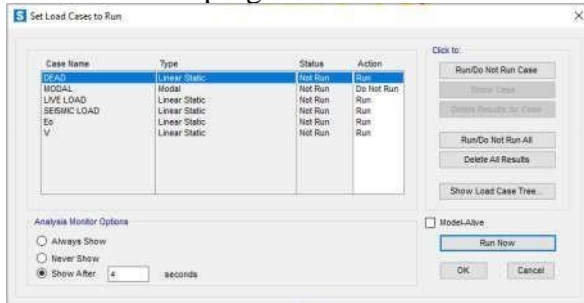 Set Load Cases to Run
Click to:
Case Name Type Status Action
DEAD Linear Static Not Run Run
MODAL Modal Not Run Do Not Run
LIVE LOAD Linear Static Not Run Run
SEISMIC LOAD Linear Static Not Run Run
Eo Linear Static Not Run Run
V Linear Static Not Run Run
Run/Do Not Run Case
Show Case...
Delete Results for Case
Run/Do Not Run All
Delete All Results
Show Load Case Tree...
Analysis Monitor Options
Always Show
Never Show
Show After 4 seconds
Model-Alive
Run Now
OK Cancel